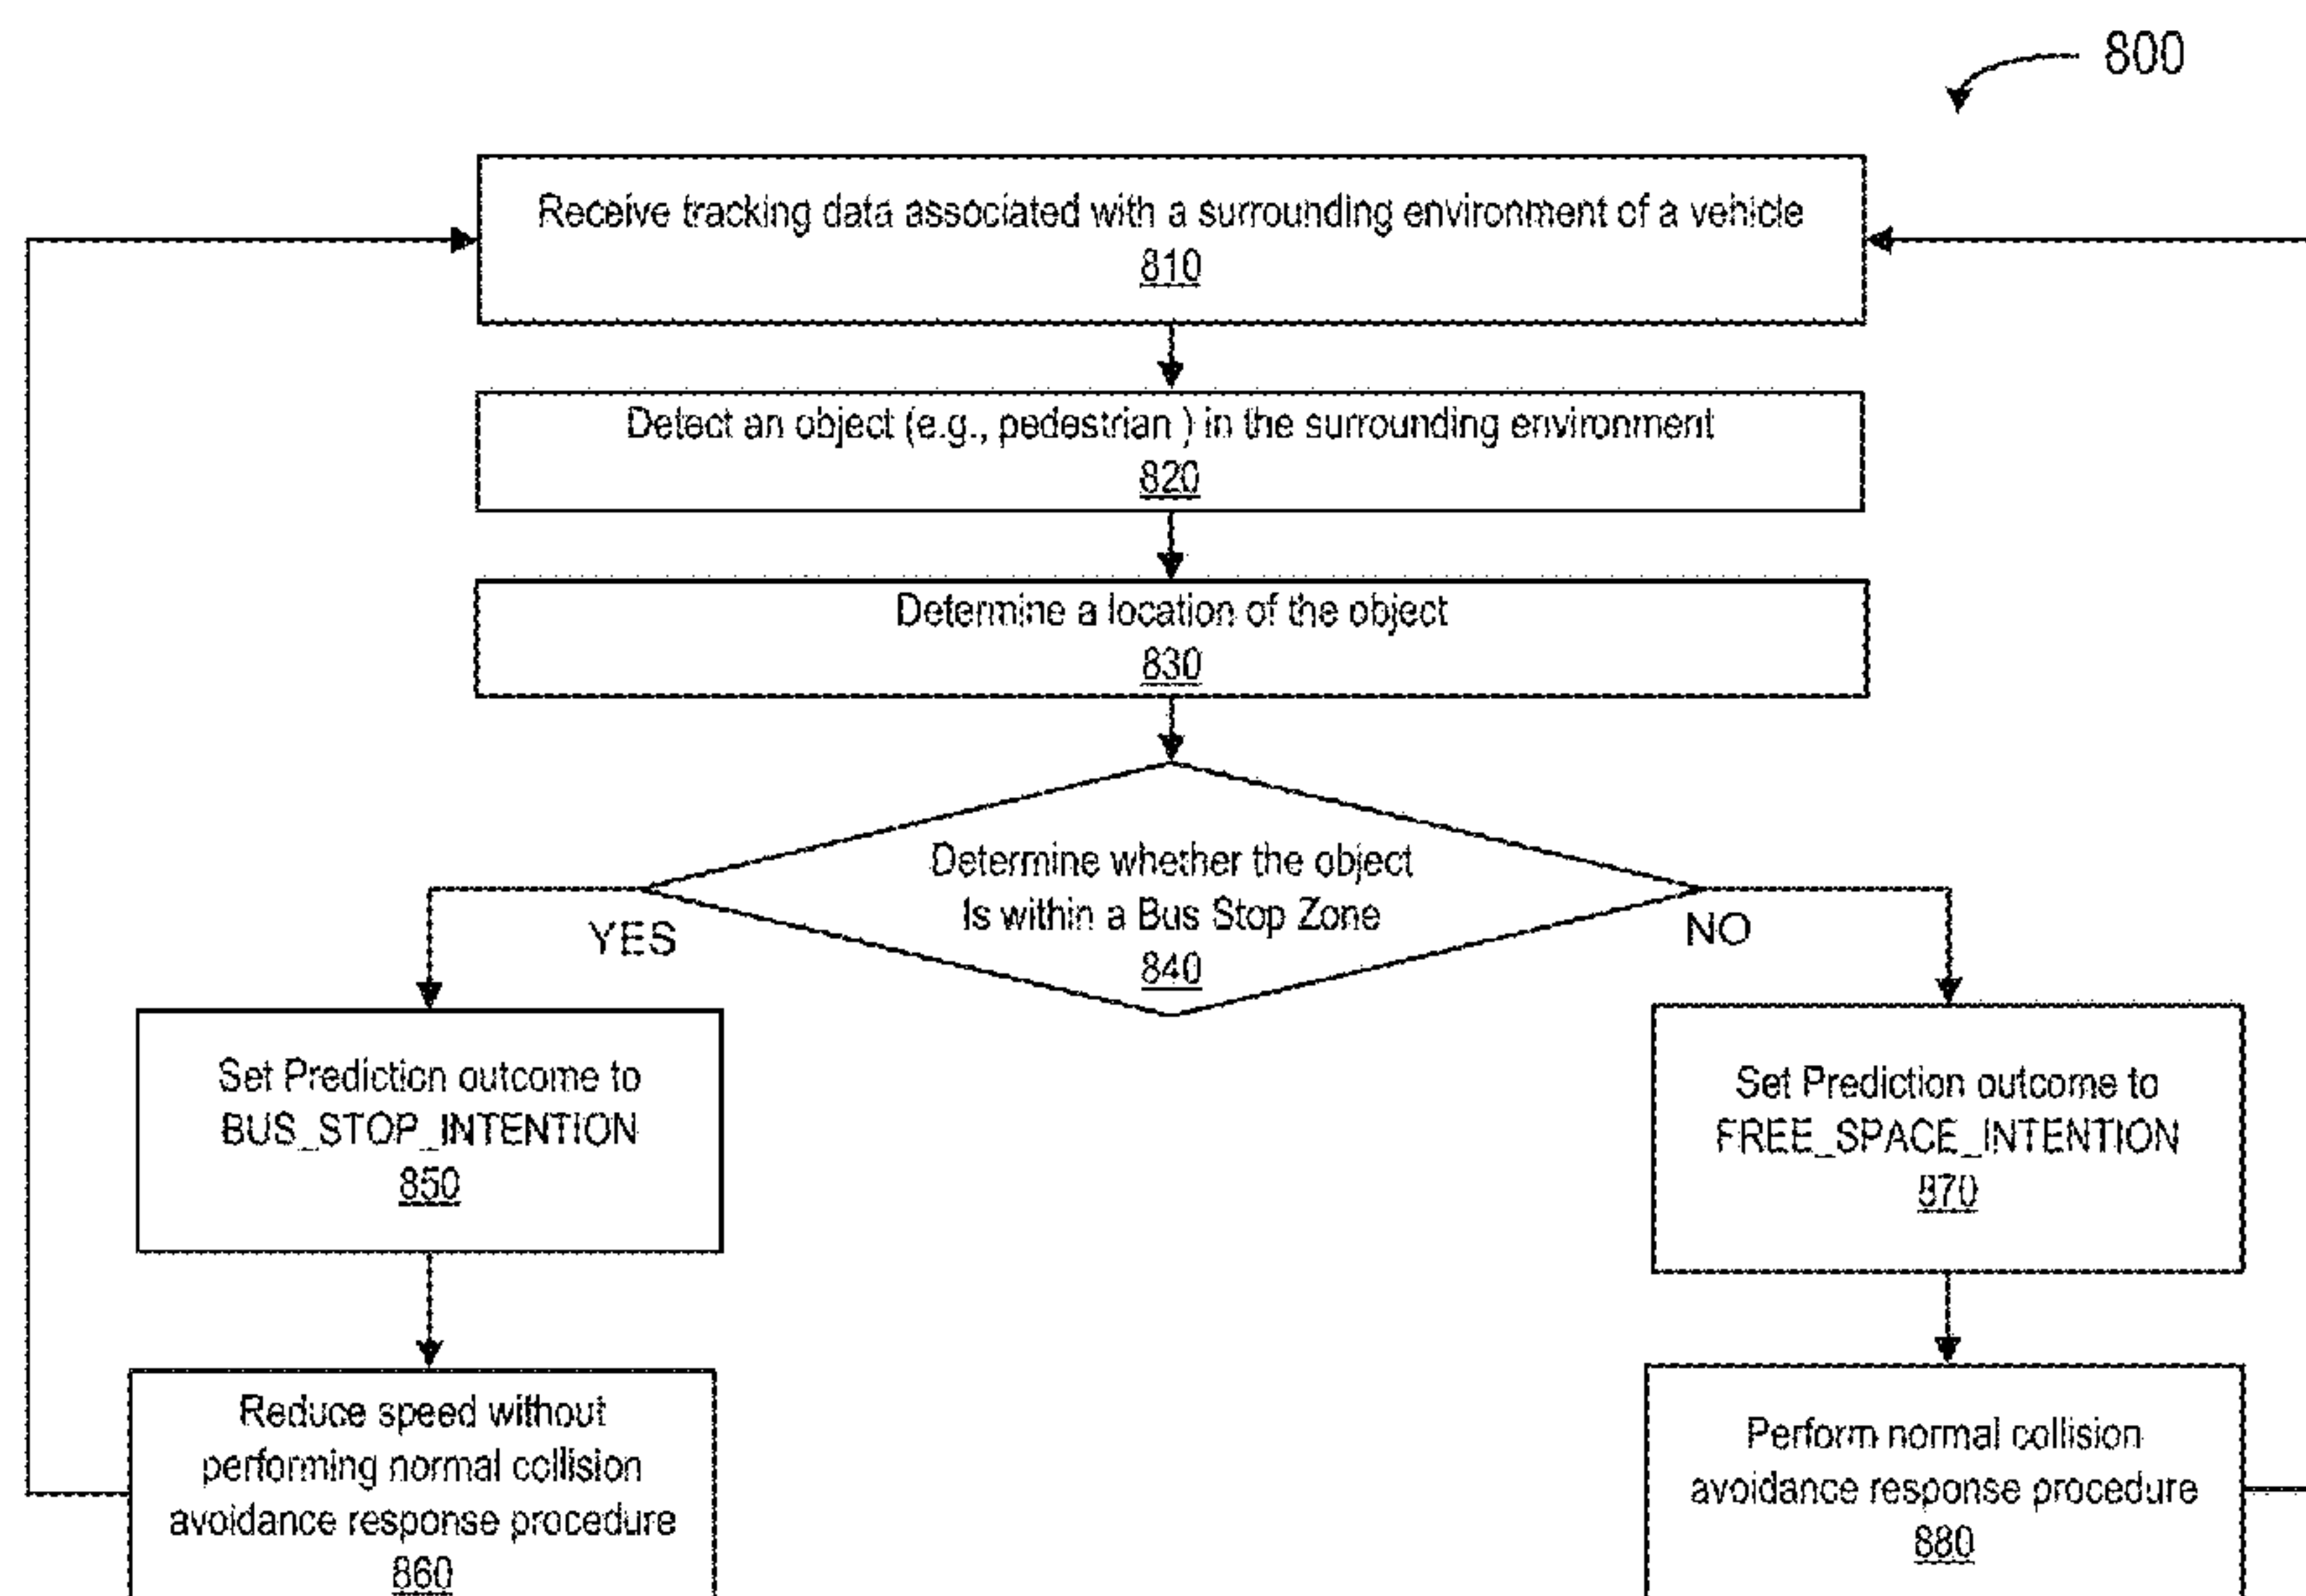 800
Receive tracking data associated with a surrounding environment of a vehicle
810
Detect an object (e.g., pedestrian ) in the surrounding environment
820
Determine a location of the object
830
Determine whether the object
Is within a Bus Stop Zone
840
YES
NO
Set Prediction outcome to
BUS_STOP_INTENTION
850
Set Prediction outcome to
FREE_SPACE_INTENTION
870
Reduce speed without
performing normal collision
avoidance response procedure
860
Perform normal collision
avoidance response procedure
880